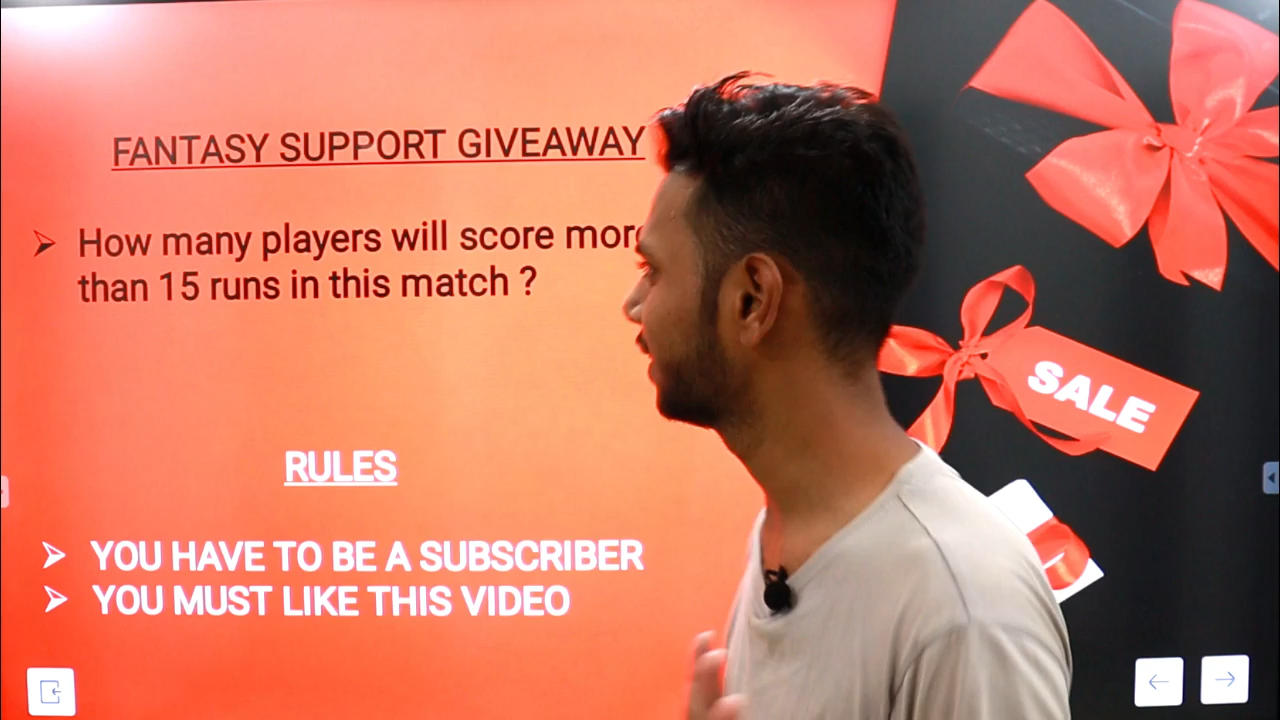 FANTASY SUPPORT GIVEAWAY
➢ How many players will score more
than 15 runs in this match ?
SALE
RULES
➢ YOU HAVE TO BE A SUBSCRIBER
➢ YOU MUST LIKE THIS VIDEO